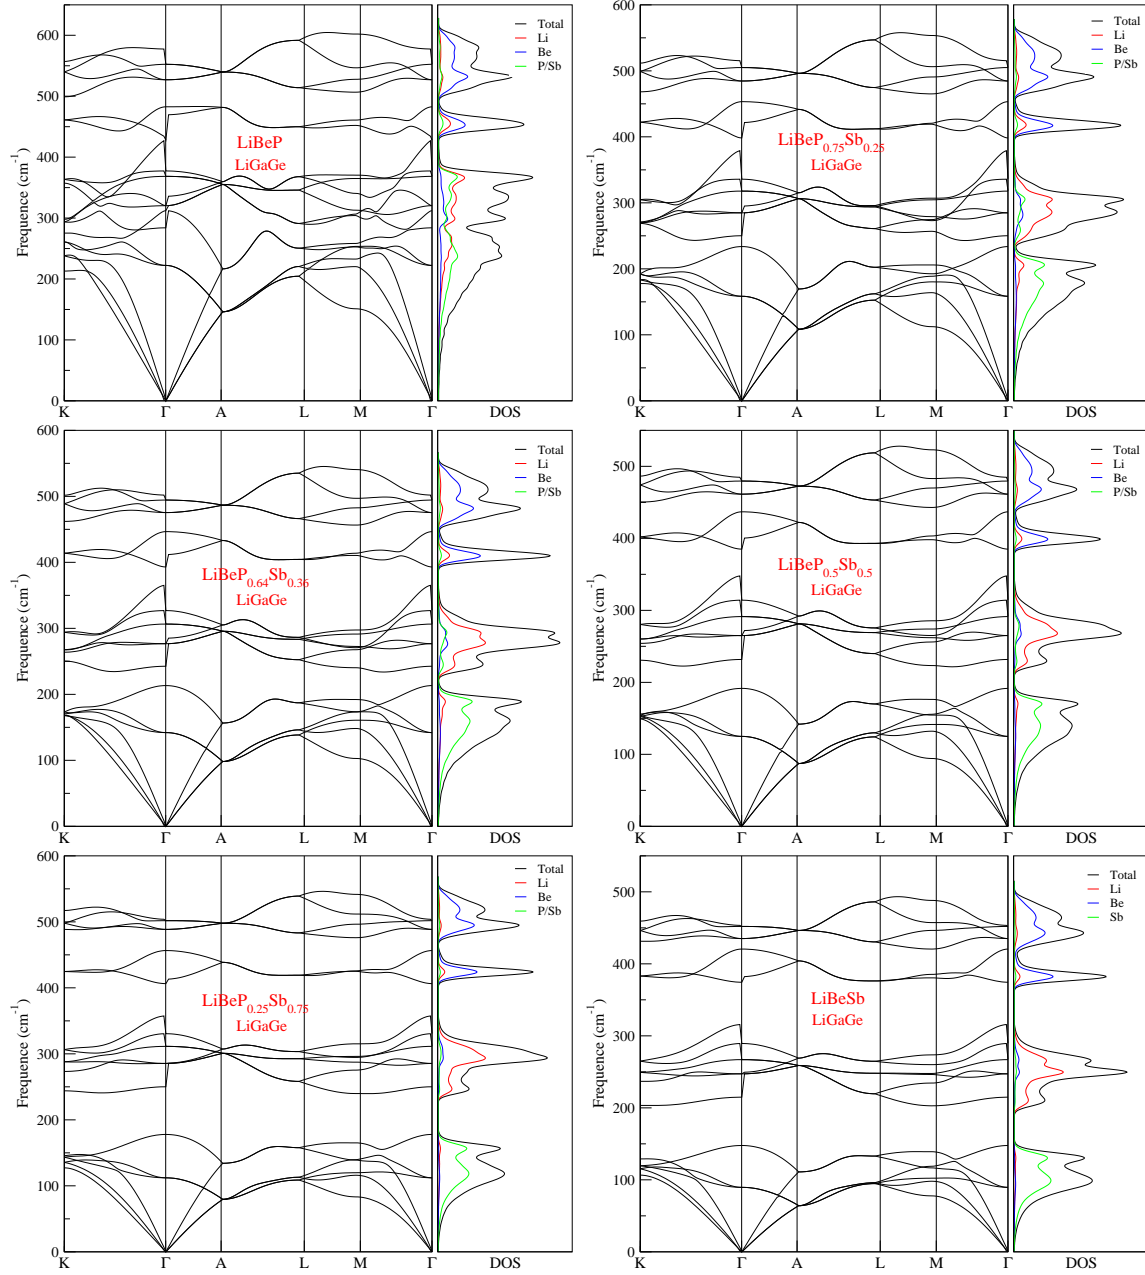 600
500
400
300
200
100
0
Frequence (cm⁻¹)
K Γ A L M Γ DOS
LiBeP
LiGaGe
Total
Li
Be
P/Sb
600
500
400
300
200
100
0
Frequence (cm⁻¹)
K Γ A L M Γ DOS
LiBeP₀.₇₅Sb₀.₂₅
LiGaGe
Total
Li
Be
P/Sb
600
500
400
300
200
100
0
Frequence (cm⁻¹)
K Γ A L M Γ DOS
LiBeP₀.₆₄Sb₀.₃₆
LiGaGe
Total
Li
Be
P/Sb
500
400
300
200
100
0
Frequence (cm⁻¹)
K Γ A L M Γ DOS
LiBeP₀.₅Sb₀.₅
LiGaGe
Total
Li
Be
P/Sb
600
500
400
300
200
100
0
Frequence (cm⁻¹)
K Γ A L M Γ DOS
LiBeP₀.₂₅Sb₀.₇₅
LiGaGe
Total
Li
Be
P/Sb
500
400
300
200
100
0
Frequence (cm⁻¹)
K Γ A L M Γ DOS
LiBeSb
LiGaGe
Total
Li
Be
Sb